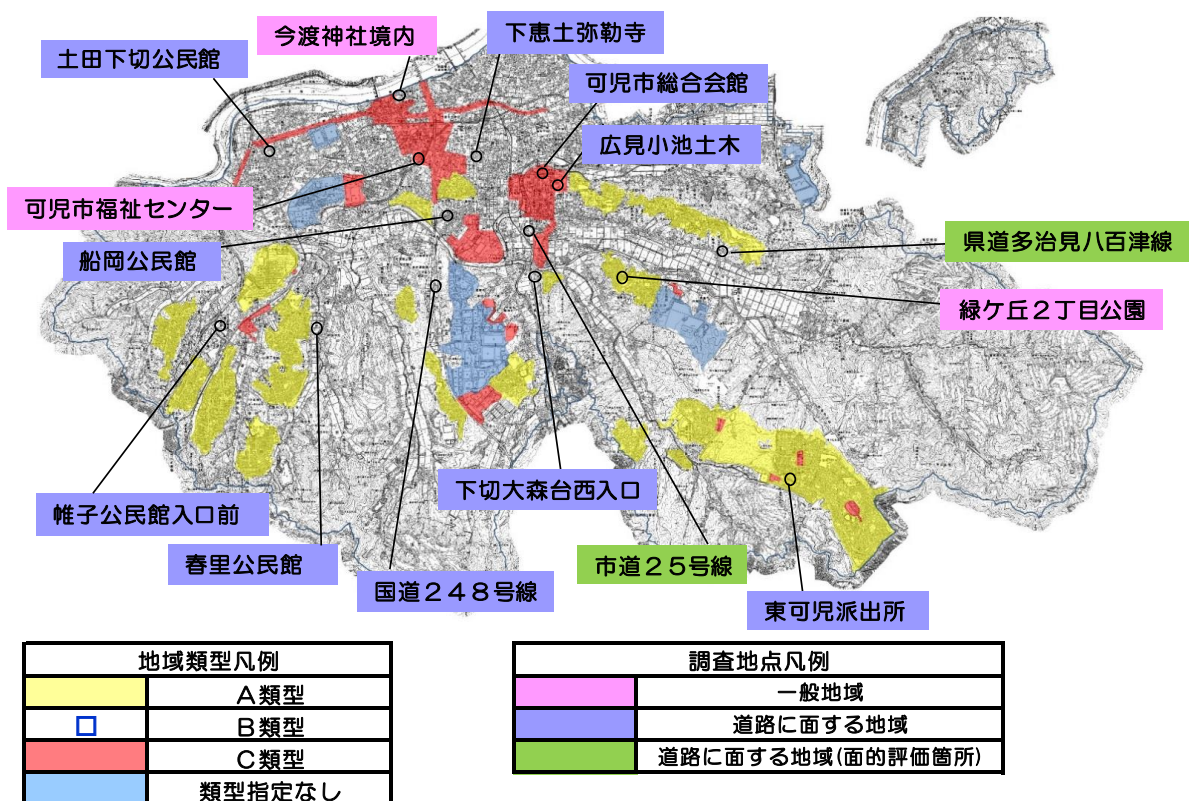 今渡神社境内
下恵土弥勒寺
土田下切公民館
可児市総合会館
広見小池土木
可児市福祉センター
県道多治見八百津線
船岡公民館
緑ケ丘２丁目公園
下切大森台西入口
帷子公民館入口前
市道２５号線
春里公民館
国道２４８号線
東可児派出所
地域類型凡例
Ａ類型
Ｂ類型
Ｃ類型
類型指定なし
調査地点凡例
一般地域
道路に面する地域
道路に面する地域(面的評価箇所)